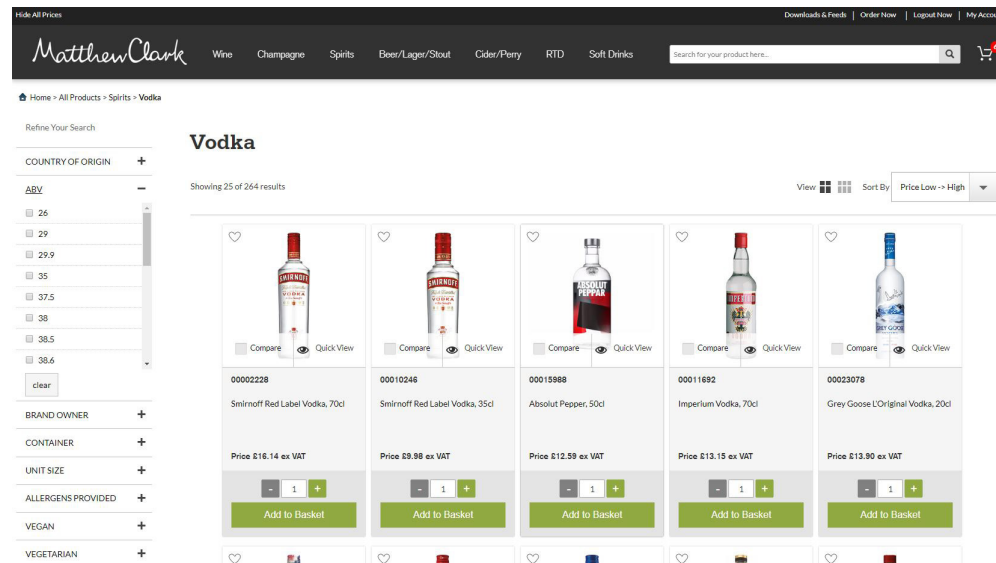 Hide All Prices
Downloads & Feeds | Order Now | Logout Now | My Accou
Matthew Clark
Wine Champagne Spirits Beer/Lager/Stout Cider/Perry RTD Soft Drinks
Search for your product here...
Home > All Products > Spirits > Vodka
Refine Your Search
Vodka
COUNTRY OF ORIGIN +
ABV −
Showing 25 of 264 results
View Sort By Price Low -> High
26
29
29.9
35
37.5
38
38.5
38.6
clear
BRAND OWNER +
CONTAINER +
UNIT SIZE +
ALLERGENS PROVIDED +
VEGAN +
VEGETARIAN +
SMIRNOFF
VODKA
SMIRNOFF
VODKA
ABSOLUT
PEPPAR
GREY GOOSE
Compare Quick View Compare Quick View Compare Quick View Compare Quick View Compare Quick View
00002228 00010246 00015988 00011692 00023078
Smirnoff Red Label Vodka, 70cl Smirnoff Red Label Vodka, 35cl Absolut Pepper, 50cl Imperium Vodka, 70cl Grey Goose L'Original Vodka, 20cl
Price £16.14 ex VAT Price £9.98 ex VAT Price £12.59 ex VAT Price £13.15 ex VAT Price £13.90 ex VAT
- 1 + - 1 + - 1 + - 1 + - 1 +
Add to Basket Add to Basket Add to Basket Add to Basket Add to Basket